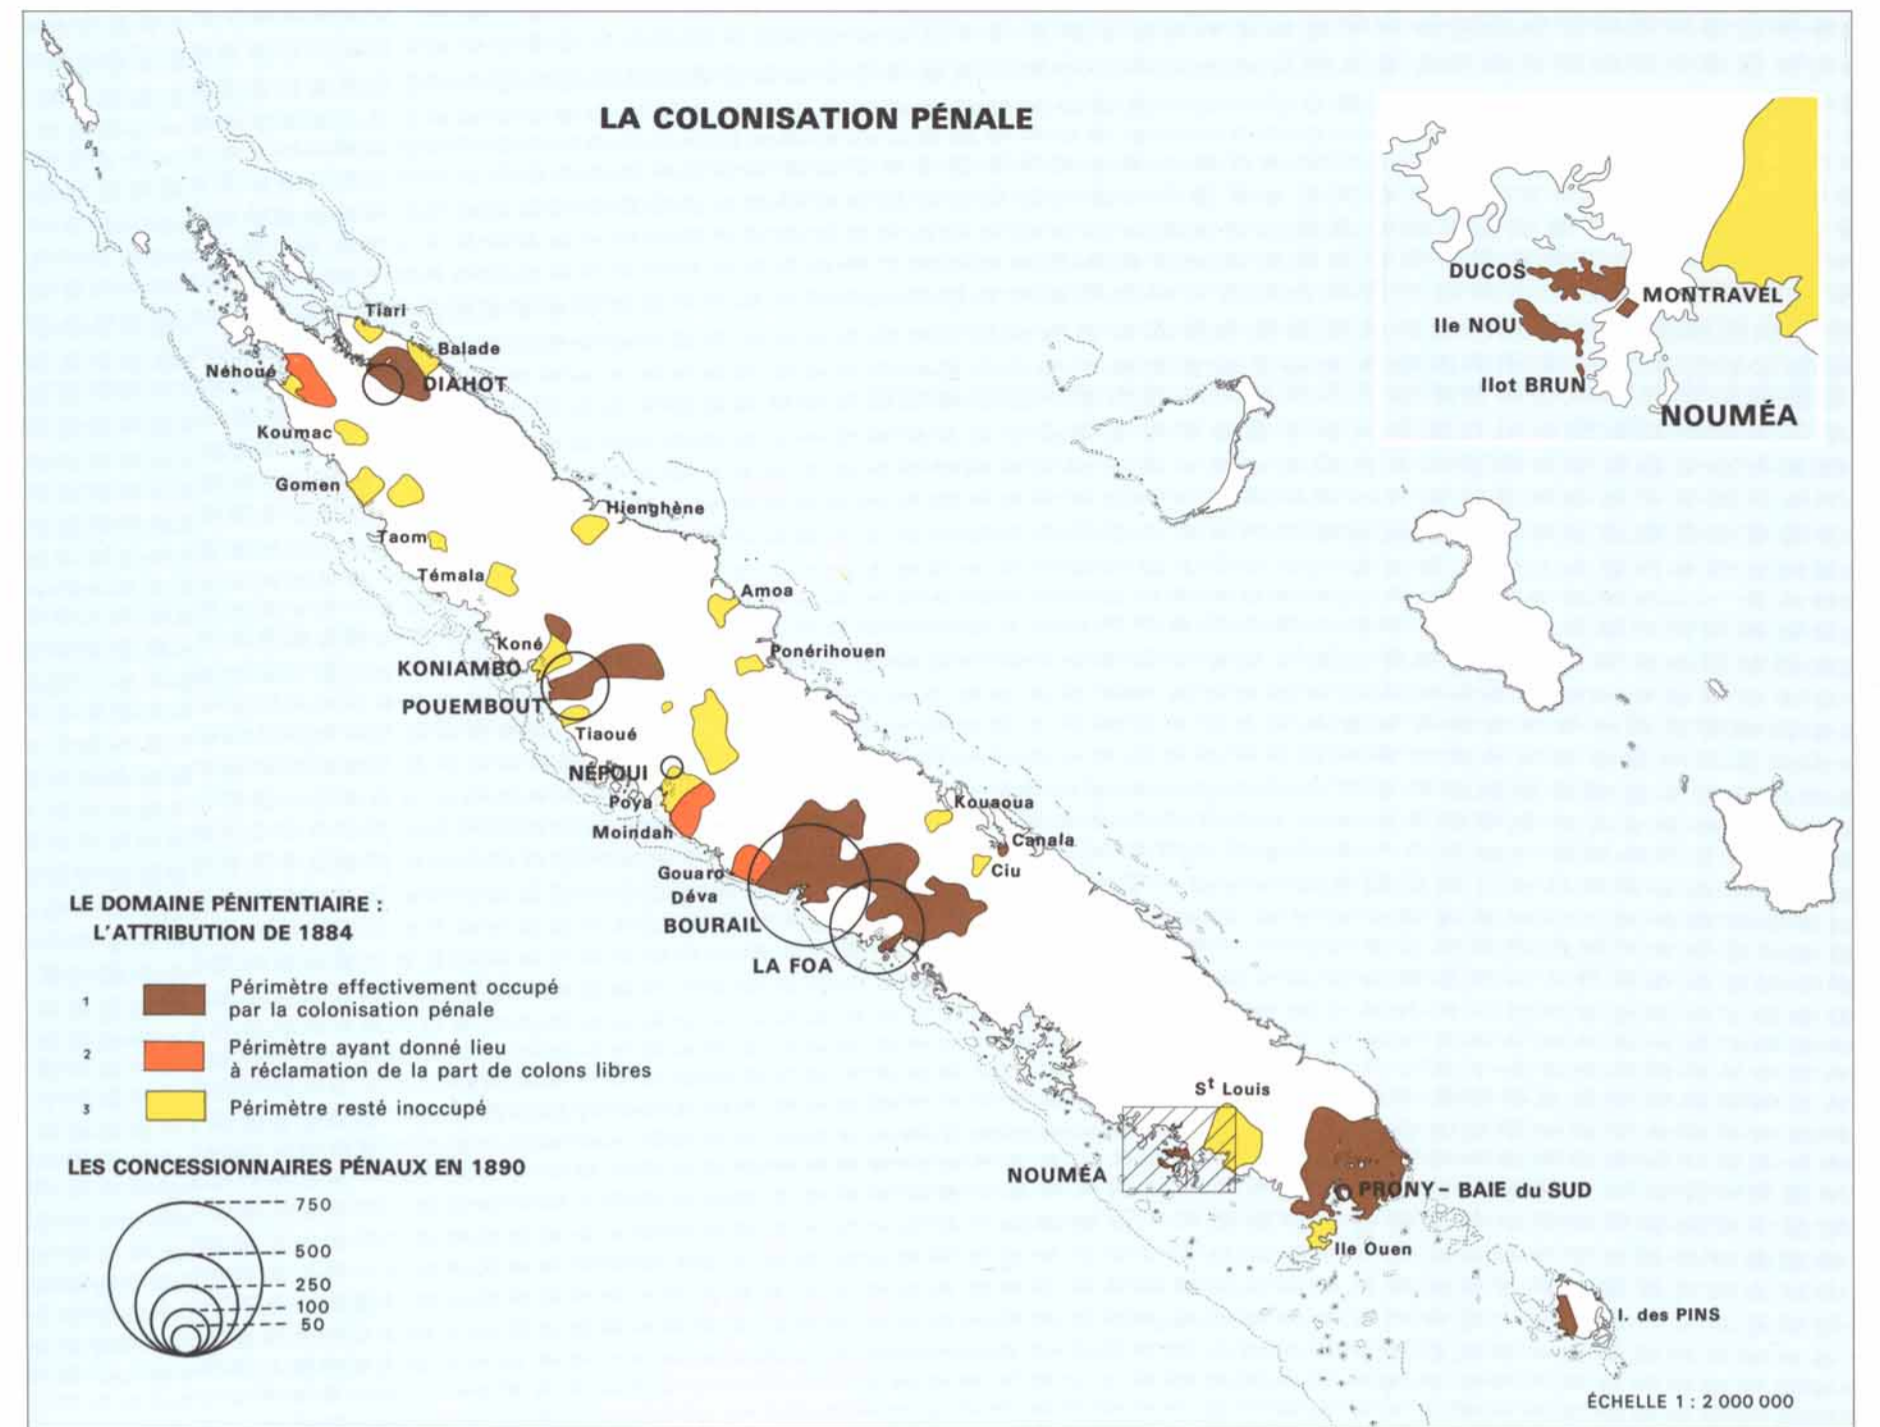 LA COLONISATION PÉNALE
DUCOS
MONTRAVEL
Ile NOU
Ilot BRUN
NOUMÉA
Tiari
Balade
DIAHOT
Néhoué
Koumac
Gomen
Hienghène
Taom
Témala
Amoa
Koné
Ponérihouen
KONIAMBO
POUEMBOUT
Tiaoué
NÉPOUI
Poya
Moindah
Kouaoua
Canala
Ciu
Gouaro
Déva
BOURAIL
LA FOA
LE DOMAINE PÉNITENTIAIRE :
L'ATTRIBUTION DE 1884
1 Périmètre effectivement occupé
par la colonisation pénale
2 Périmètre ayant donné lieu
à réclamation de la part de colons libres
3 Périmètre resté inoccupé
LES CONCESSIONNAIRES PÉNAUX EN 1890
750
500
250
100
50
St Louis
NOUMÉA
PRONY - BAIE du SUD
Ile Ouen
I. des PINS
ÉCHELLE 1 : 2 000 000